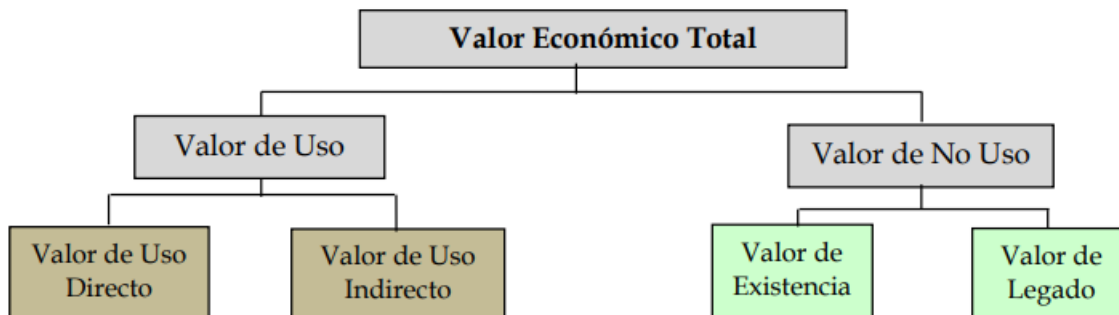 Valor Económico Total
Valor de Uso
Valor de No Uso
Valor de Uso
Directo
Valor de Uso
Indirecto
Valor de
Existencia
Valor de
Legado